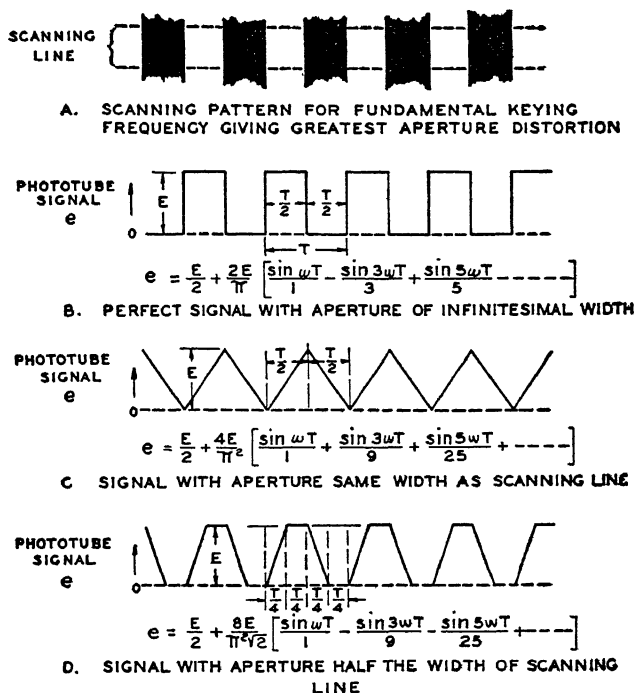 SCANNING
LINE
A. SCANNING PATTERN FOR FUNDAMENTAL KEYING
FREQUENCY GIVING GREATEST APERTURE DISTORTION
PHOTOTUBE
SIGNAL
e
E
0
T/2 T/2
T
e = E/2 + 2E/π [sin ωT/1 - sin 3ωT/3 + sin 5ωT/5 -----]
B. PERFECT SIGNAL WITH APERTURE OF INFINITESIMAL WIDTH
PHOTOTUBE
SIGNAL
e
E
0
T/2 T/2
e = E/2 + 4E/π² [sin ωT/1 + sin 3ωT/9 + sin 5ωT/25 + ----]
C SIGNAL WITH APERTURE SAME WIDTH AS SCANNING LINE
PHOTOTUBE
SIGNAL
e
E
0
T/4 T/4 T/4 T/4
e = E/2 + 8E/π²√2 [sin ωT/1 - sin 3ωT/9 - sin 5ωT/25 + ----]
D. SIGNAL WITH APERTURE HALF THE WIDTH OF SCANNING
LINE